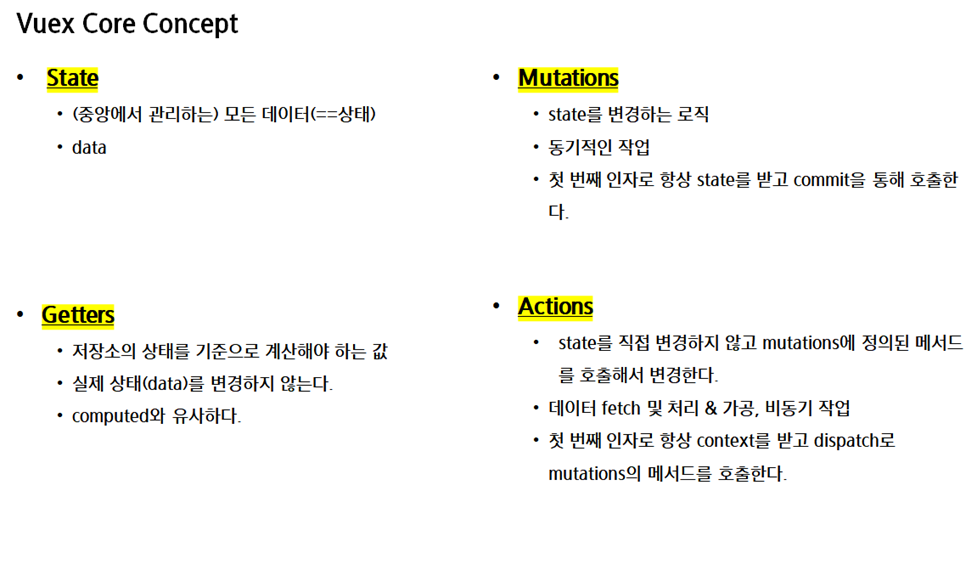 Vuex Core Concept
• State
• (중앙에서 관리하는) 모든 데이터(==상태)
• data
• Getters
• 저장소의 상태를 기준으로 계산해야 하는 값
• 실제 상태(data)를 변경하지 않는다.
• computed와 유사하다.
• Mutations
• state를 변경하는 로직
• 동기적인 작업
• 첫 번째 인자로 항상 state를 받고 commit을 통해 호출한
다.
• Actions
• state를 직접 변경하지 않고 mutations에 정의된 메서드
를 호출해서 변경한다.
• 데이터 fetch 및 처리 & 가공, 비동기 작업
• 첫 번째 인자로 항상 context를 받고 dispatch로
mutations의 메서드를 호출한다.